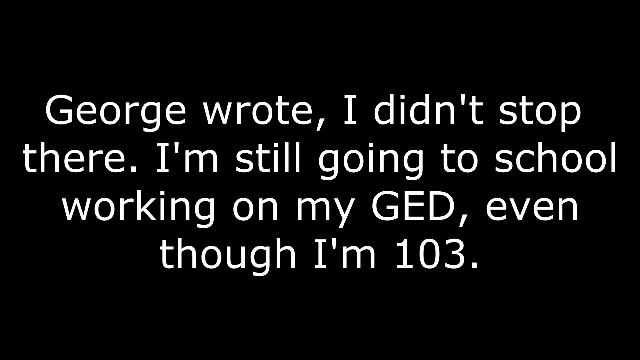 George wrote, I didn't stop
there. I'm still going to school
working on my GED, even
though I'm 103.